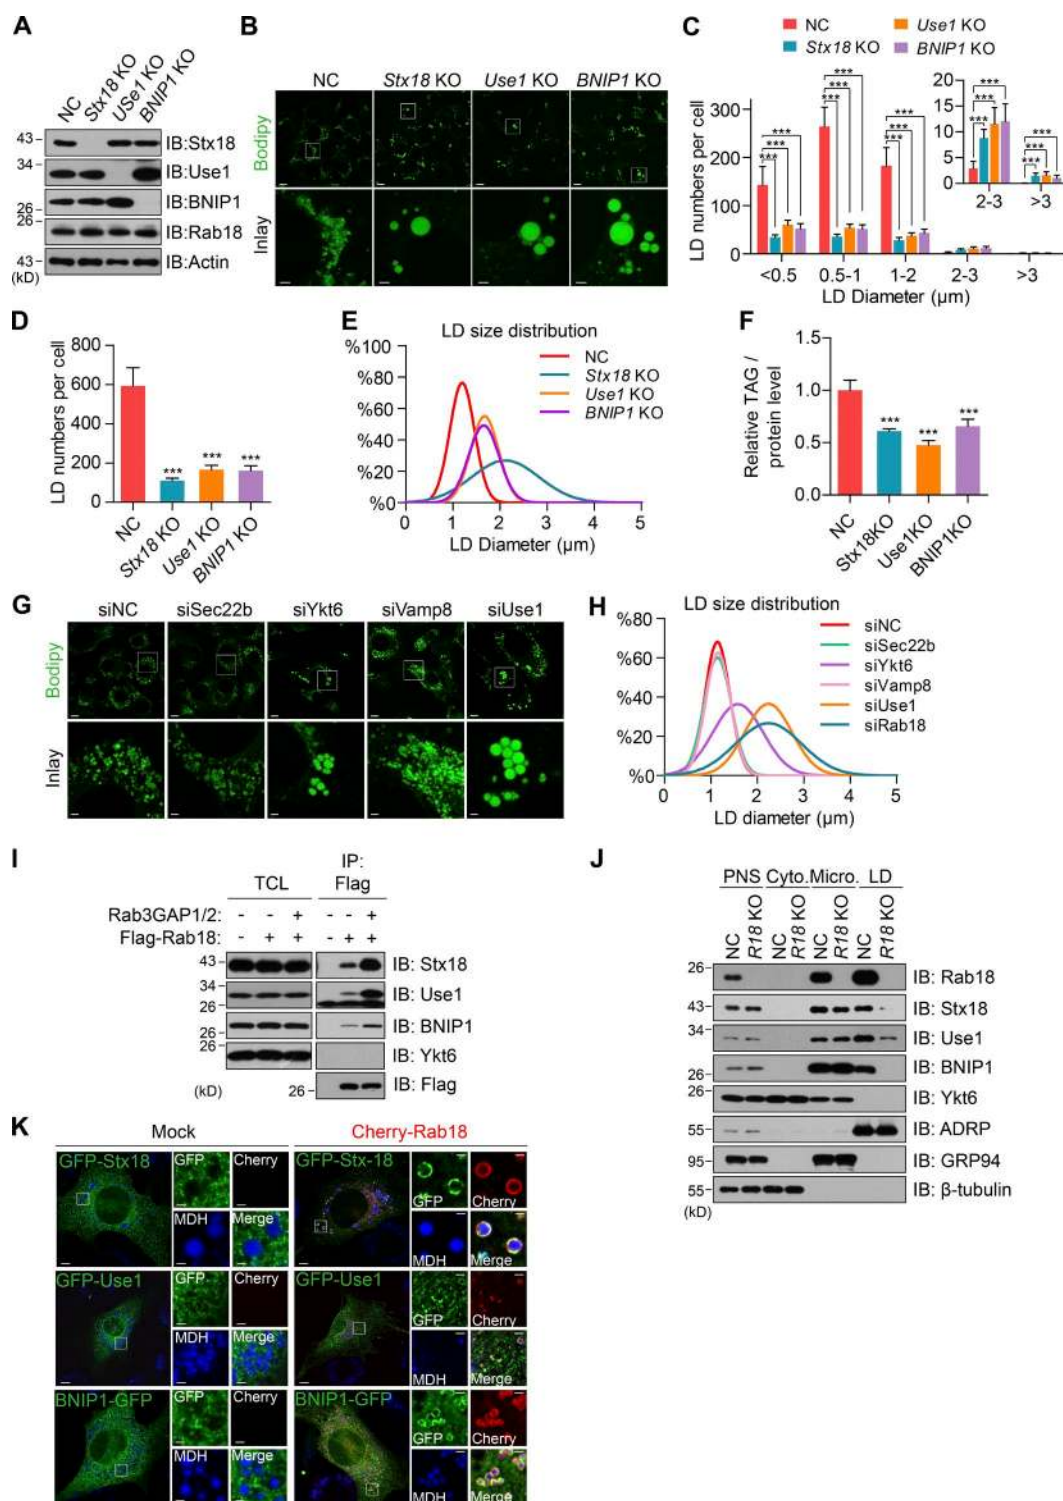 A
NC
Stx18 KO
USe1 KO
BNIP1 KO
43
IB:Stx18
34
IB:Use1
26
IB:BNIP1
26
IB:Rab18
43
IB:Actin
(kD)
B
NC Stx18 KO Use1 KO BNIP1 KO
Bodipy
Inlay
C
NC Use1 KO
Stx18 KO BNIP1 KO
LD numbers per cell
300
200
100
50
0
*** *** ***
*** *** ***
*** *** ***
<0.5 0.5-1 1-2 2-3 >3
LD Diameter (µm)
20
15
10
5
0
*** *** ***
*** *** ***
2-3 >3
D
LD numbers per cell
800
600
400
200
0
*** *** ***
NC Stx18 KO Use1 KO BNIP1 KO
E
LD size distribution
%100
%80
%60
%40
%20
%0
NC
Stx18 KO
Use1 KO
BNIP1 KO
0 1 2 3 4 5
LD Diameter (µm)
F
Relative TAG /
protein level
1.5
1.0
0.5
0.0
*** *** ***
NC Stx18KO Use1KO BNIP1KO
G
siNC siSec22b siYkt6 siVamp8 siUse1
Bodipy
Inlay
H
LD size distribution
%80
%60
%40
%20
%0
siNC
siSec22b
siYkt6
siVamp8
siUse1
siRab18
0 1 2 3 4 5
LD diameter (µm)
I
IP:
TCL Flag
Rab3GAP1/2: - - + - - +
Flag-Rab18: - + + - + +
43
IB: Stx18
34
IB: Use1
26
26
IB: BNIP1
26
IB: Ykt6
(kD)
26
IB: Flag
J
PNS Cyto. Micro. LD
NC R18 KO NC R18 KO NC R18 KO NC R18 KO
26
IB: Rab18
43
IB: Stx18
34
IB: Use1
26
IB: BNIP1
IB: Ykt6
55
IB: ADRP
95
IB: GRP94
55
IB: β-tubulin
(kD)
K
Mock Cherry-Rab18
GFP-Stx18 GFP Cherry GFP-Stx-18 GFP Cherry
MDH Merge MDH Merge
GFP-Use1 GFP Cherry GFP-Use1 GFP Cherry
MDH Merge MDH Merge
BNIP1-GFP GFP Cherry BNIP1-GFP GFP Cherry
MDH Merge MDH Merge